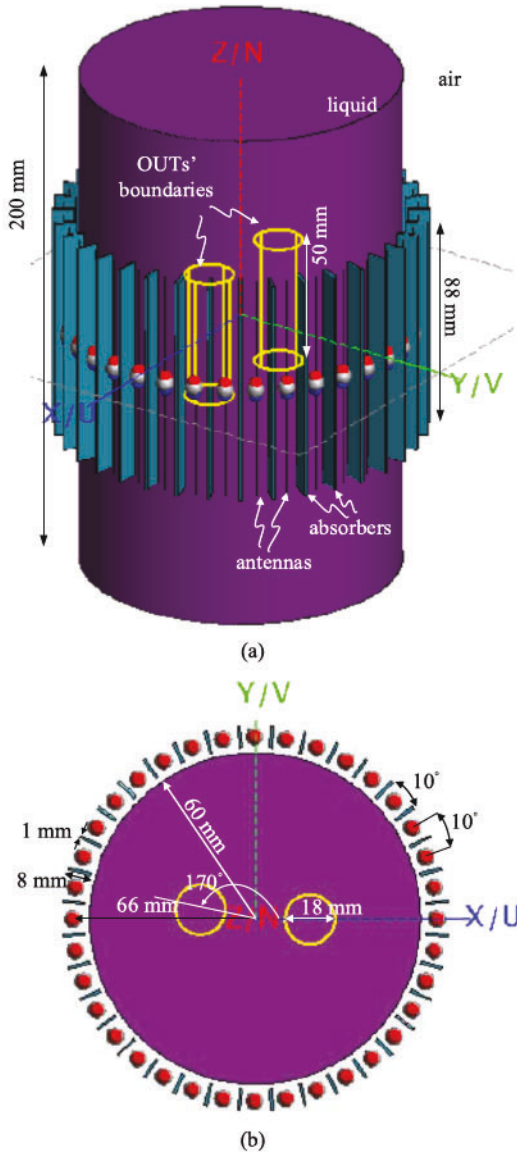 Z/N
air
liquid
OUTs'
boundaries
200 mm
50 mm
88 mm
Y/V
X/U
absorbers
antennas
(a)
Y/V
10°
10°
60 mm
1 mm
8 mm
170°
66 mm
Z/N
18 mm
X/U
(b)